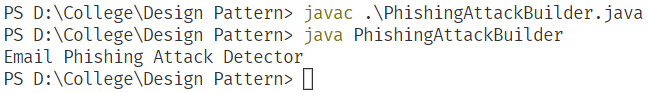 PS D:\College\Design Pattern> javac .\PhishingAttackBuilder.java
PS D:\College\Design Pattern> java PhishingAttackBuilder
Email Phishing Attack Detector
PS D:\College\Design Pattern>